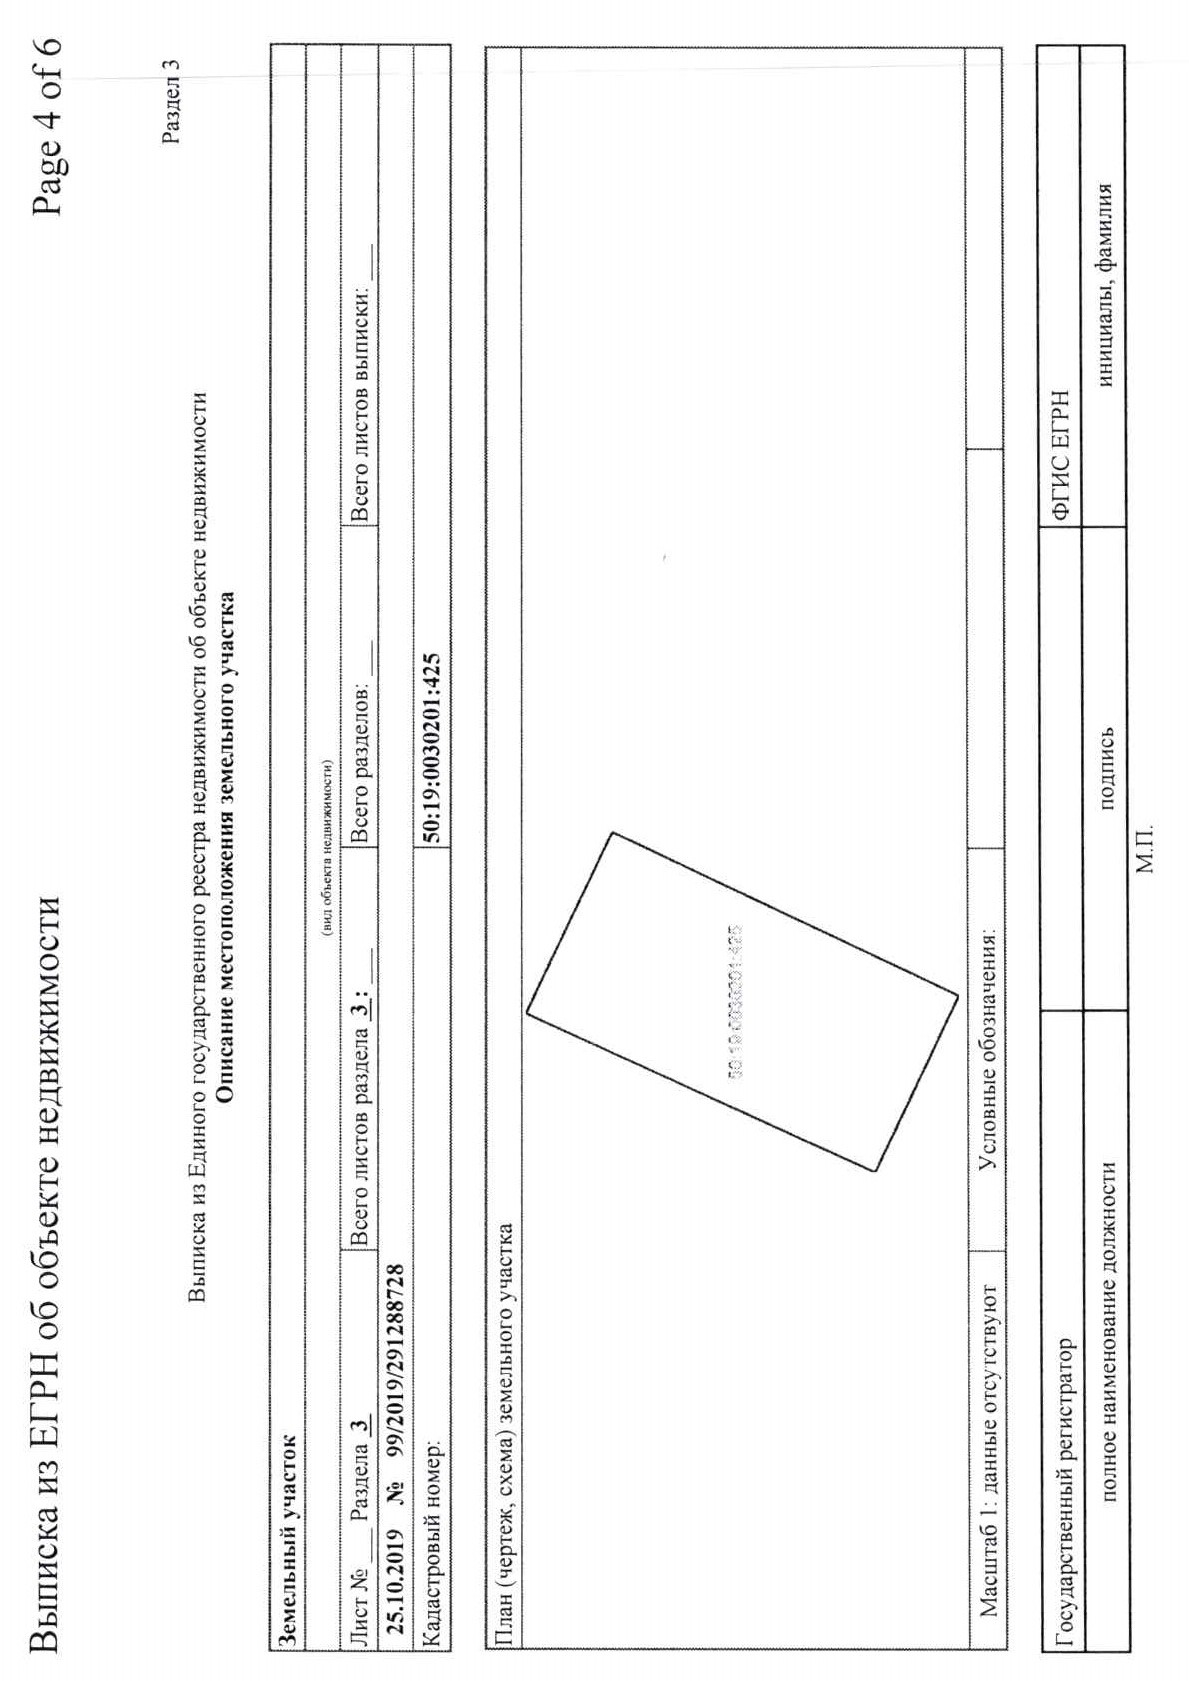 Выписка из ЕГРН об объекте недвижимости Page 4 of 6
Раздел 3
Выписка из Единого государственного реестра недвижимости об объекте недвижимости
Описание местоположения земельного участка
Земельный участок
(вид объекта недвижимости)
Лист № ___ Раздела 3 Всего листов раздела 3 : ___ Всего разделов: ___ Всего листов выписки: ___
25.10.2019 № 99/2019/291288728
Кадастровый номер: 50:19:0030201:425
План (чертеж, схема) земельного участка
50:19:0030201:425
Масштаб 1: данные отсутствуют Условные обозначения:
Государственный регистратор ФГИС ЕГРН
полное наименование должности подпись инициалы, фамилия
М.П.